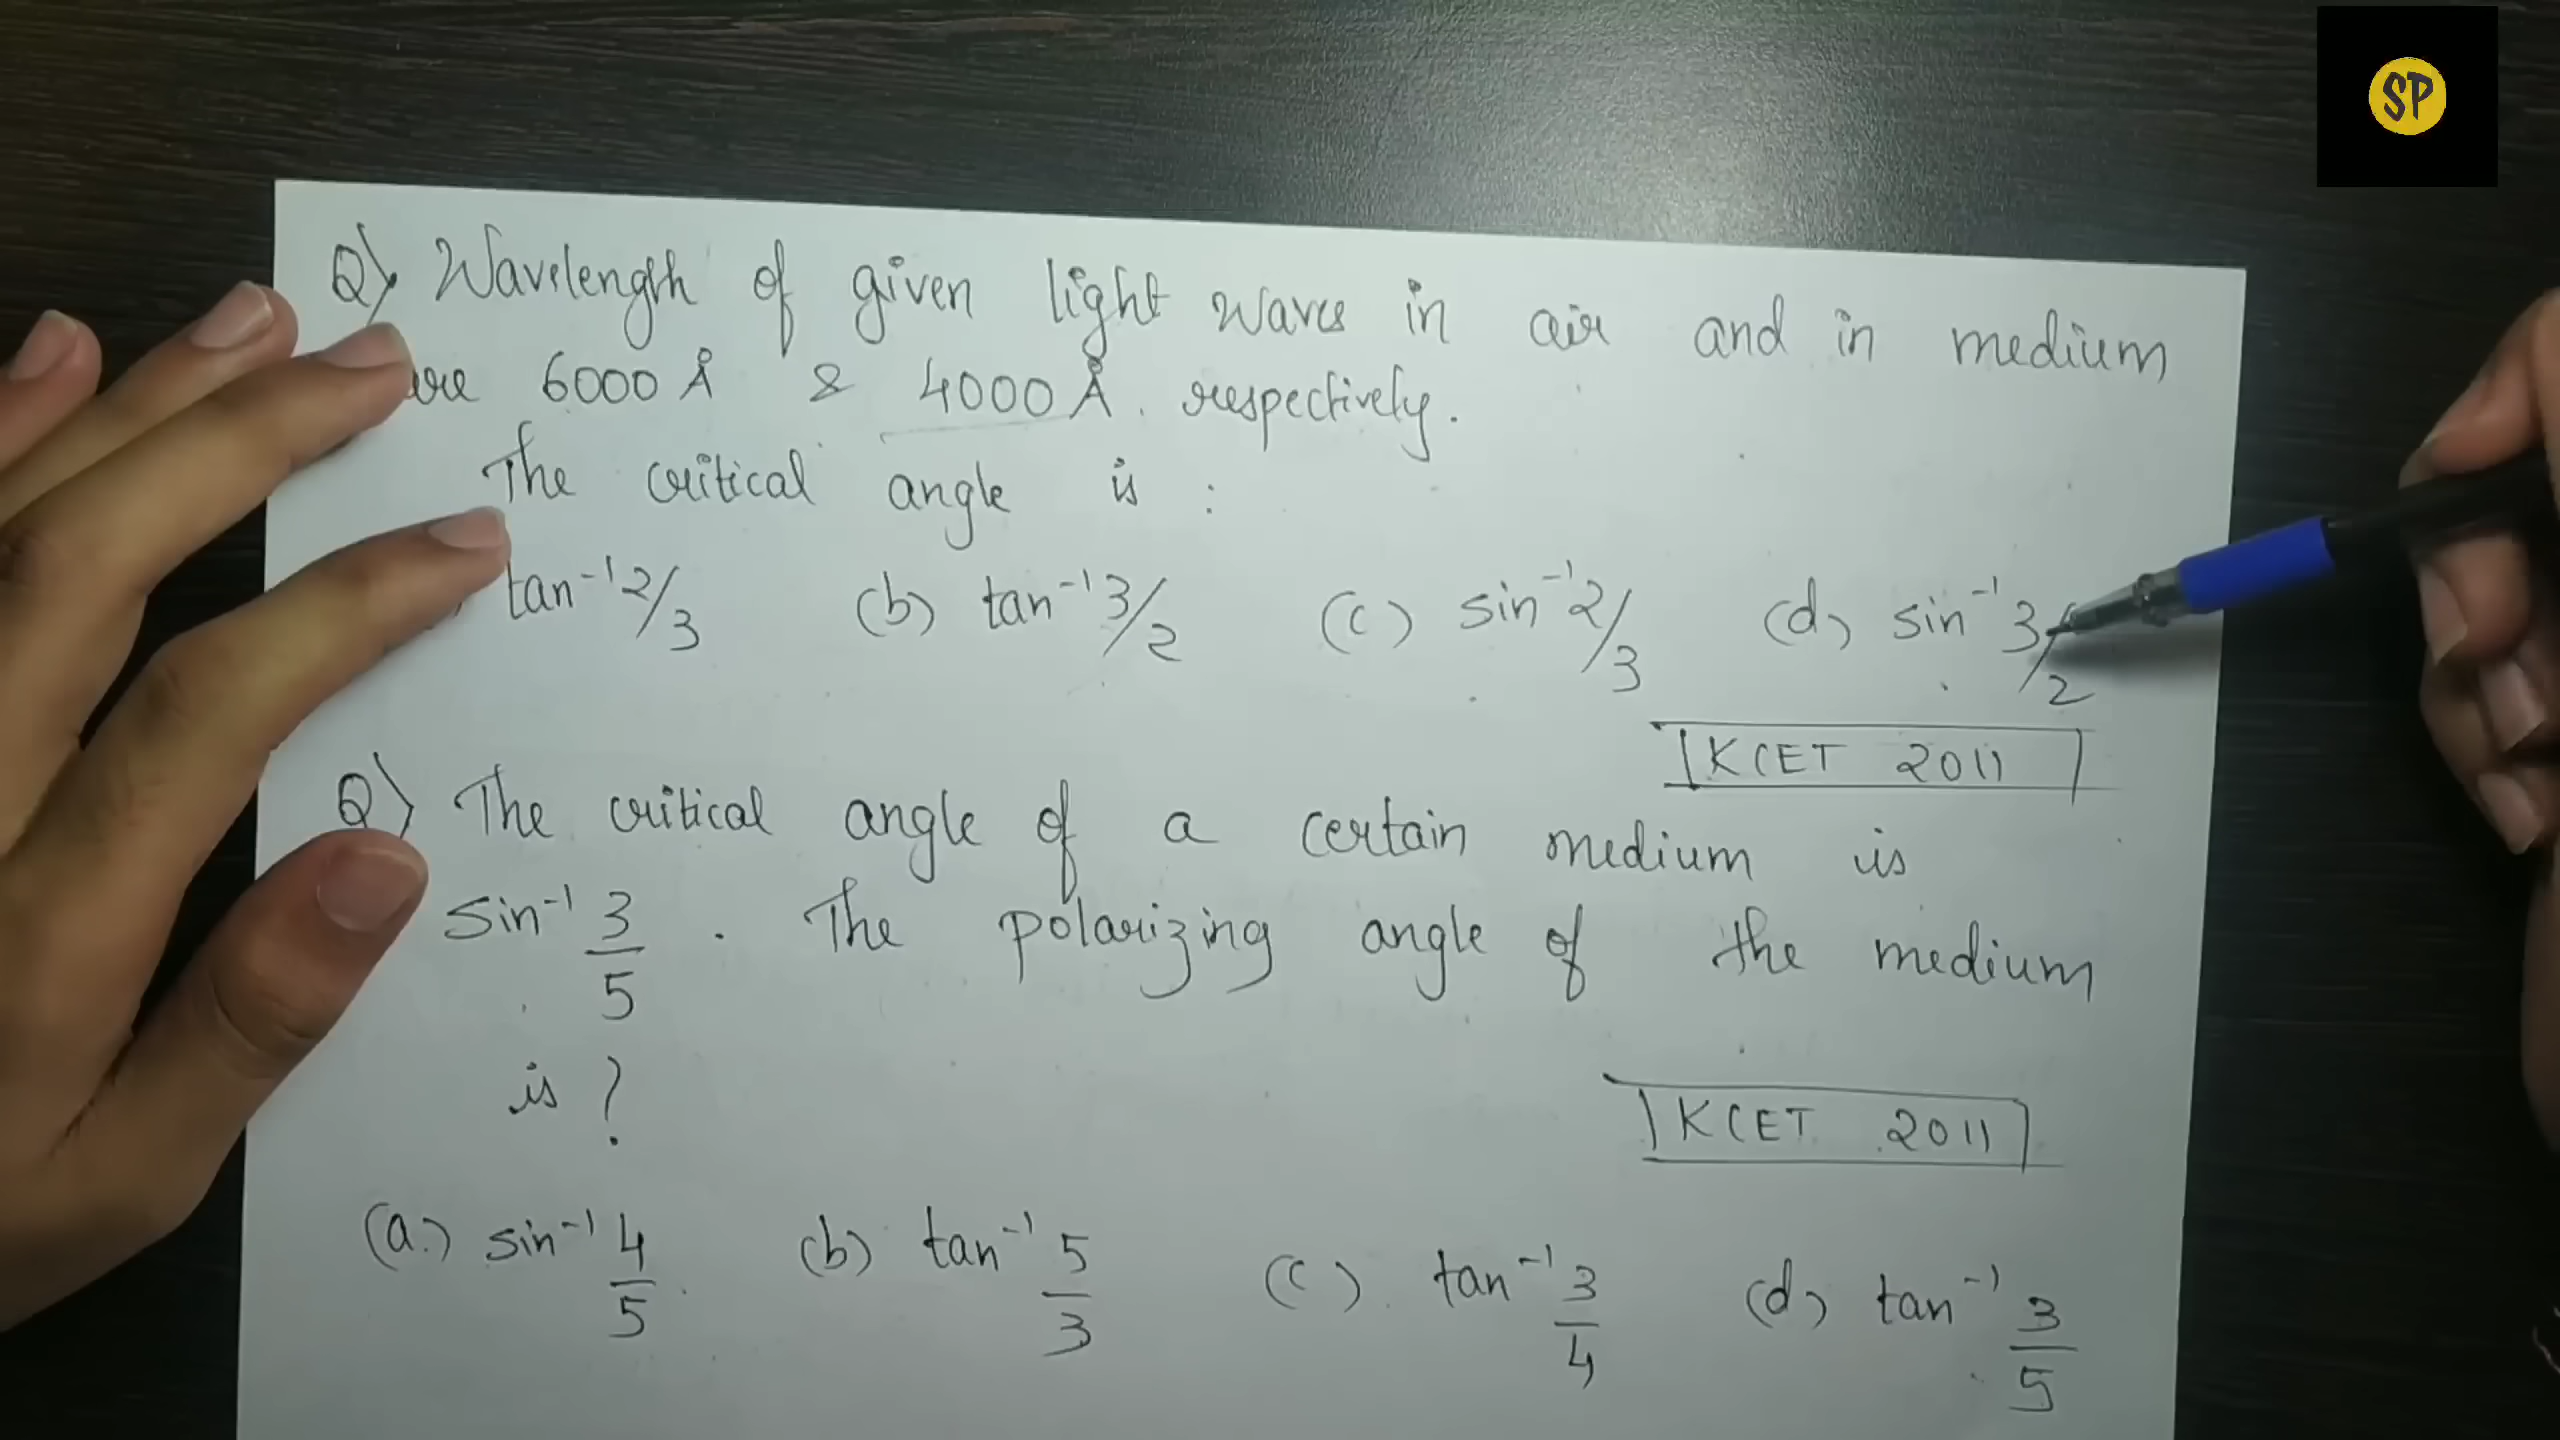 SP
Q) Wavelength of given light waves in air and in medium
are 6000 Å & 4000 Å. respectively.
The critical angle is :
tan⁻¹ 2/3 (b) tan⁻¹ 3/2 (c) sin⁻¹ 2/3 (d) sin⁻¹ 3/2
KCET 2011
Q) The critical angle of a certain medium is
sin⁻¹ 3/5 . The polarizing angle of the medium
is ?
KCET 2011
(a.) sin⁻¹ 4/5 (b) tan⁻¹ 5/3 (c) tan⁻¹ 3/4 (d) tan⁻¹ 3/5